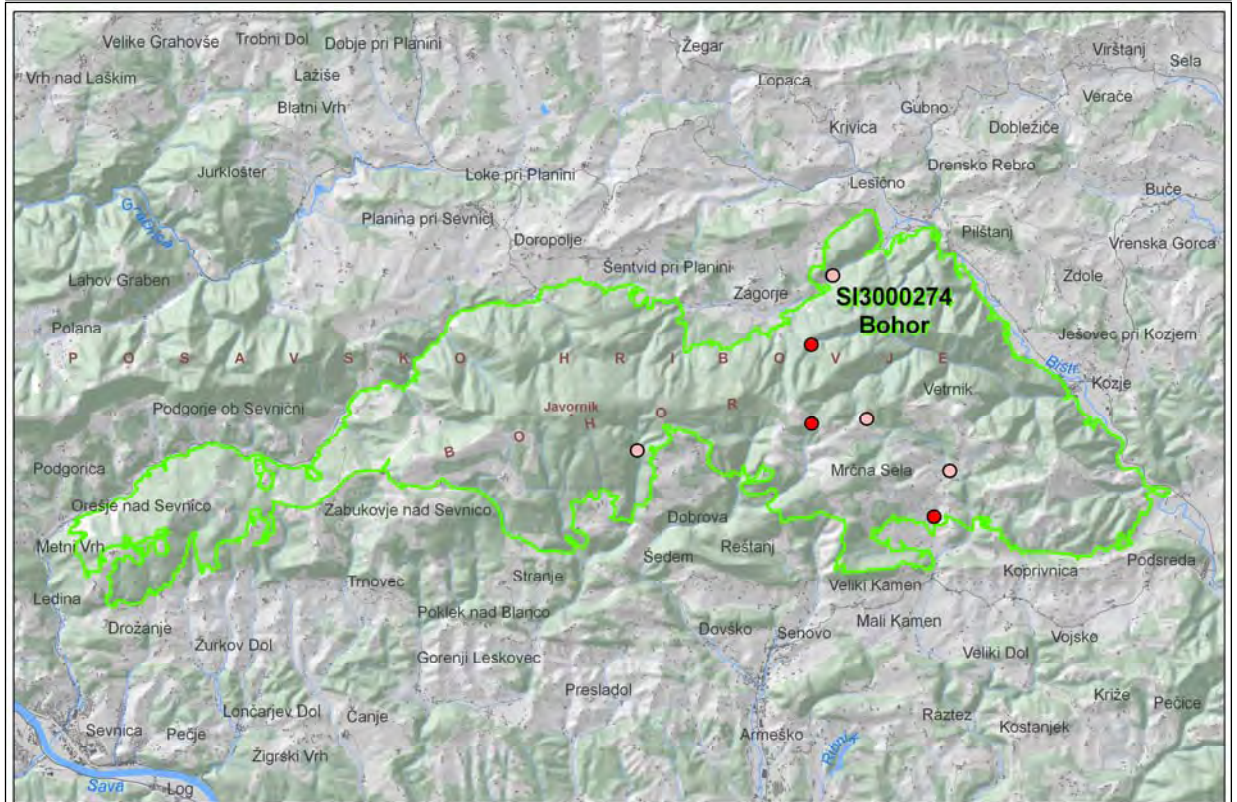 Velike Grahovše
Trobni Dol
Dobje pri Planini
Žegar
Virštanj
Sela
Vrh nad Laškim
Lažiše
Lopaca
Verače
Blatni Vrh
Gubno
Krivica
Dobležiče
Jurklošter
Loke pri Planini
Drensko Rebro
Lesično
Buče
Gračnica
Planina pri Sevnici
Doropolje
Pilštanj
Vrenska Gorca
Lahov Graben
Šentvid pri Planini
Zdole
Zagorje
SI3000274
Bohor
Polana
Ješovec pri Kozjem
POSAVSKO HRIBOVJE
Bistr.
Kozje
Vetrnik
Podgorje ob Sevnični
Javornik
BOHOR
Podgorica
Mrčna Sela
Orešje nad Sevnico
Zabukovje nad Sevnico
Dobrova
Metni Vrh
Reštanj
Šedem
Podsreda
Trnovec
Stranje
Koprivnica
Veliki Kamen
Ledina
Poklek nad Blanco
Mali Kamen
Drožanje
Žurkov Dol
Dovško
Senovo
Vojsko
Gorenji Leskovec
Veliki Dol
Presladol
Križe
Pečice
Lončarjev Dol
Čanje
Raztez
Kostanjek
Sevnica
Pečje
Armeško
Žigrski Vrh
Sava
Log